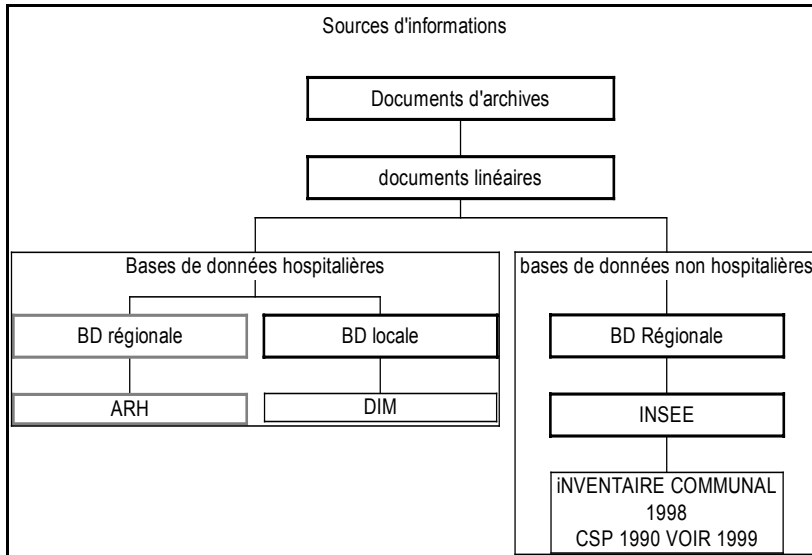 Sources d'informations
Documents d'archives
documents linéaires
Bases de données hospitalières
bases de données non hospitalières
BD régionale
BD locale
BD Régionale
ARH
DIM
INSEE
iNVENTAIRE COMMUNAL
1998
CSP 1990 VOIR 1999